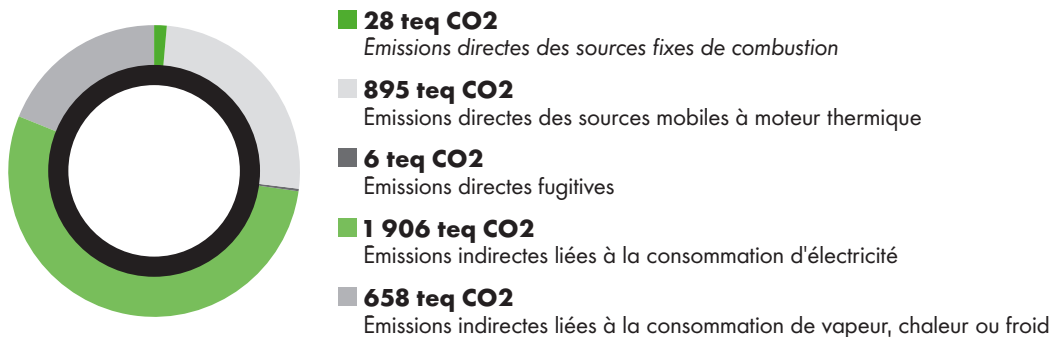 28 teq CO2
Emissions directes des sources fixes de combustion
895 teq CO2
Emissions directes des sources mobiles à moteur thermique
6 teq CO2
Emissions directes fugitives
1 906 teq CO2
Emissions indirectes liées à la consommation d'électricité
658 teq CO2
Emissions indirectes liées à la consommation de vapeur, chaleur ou froid